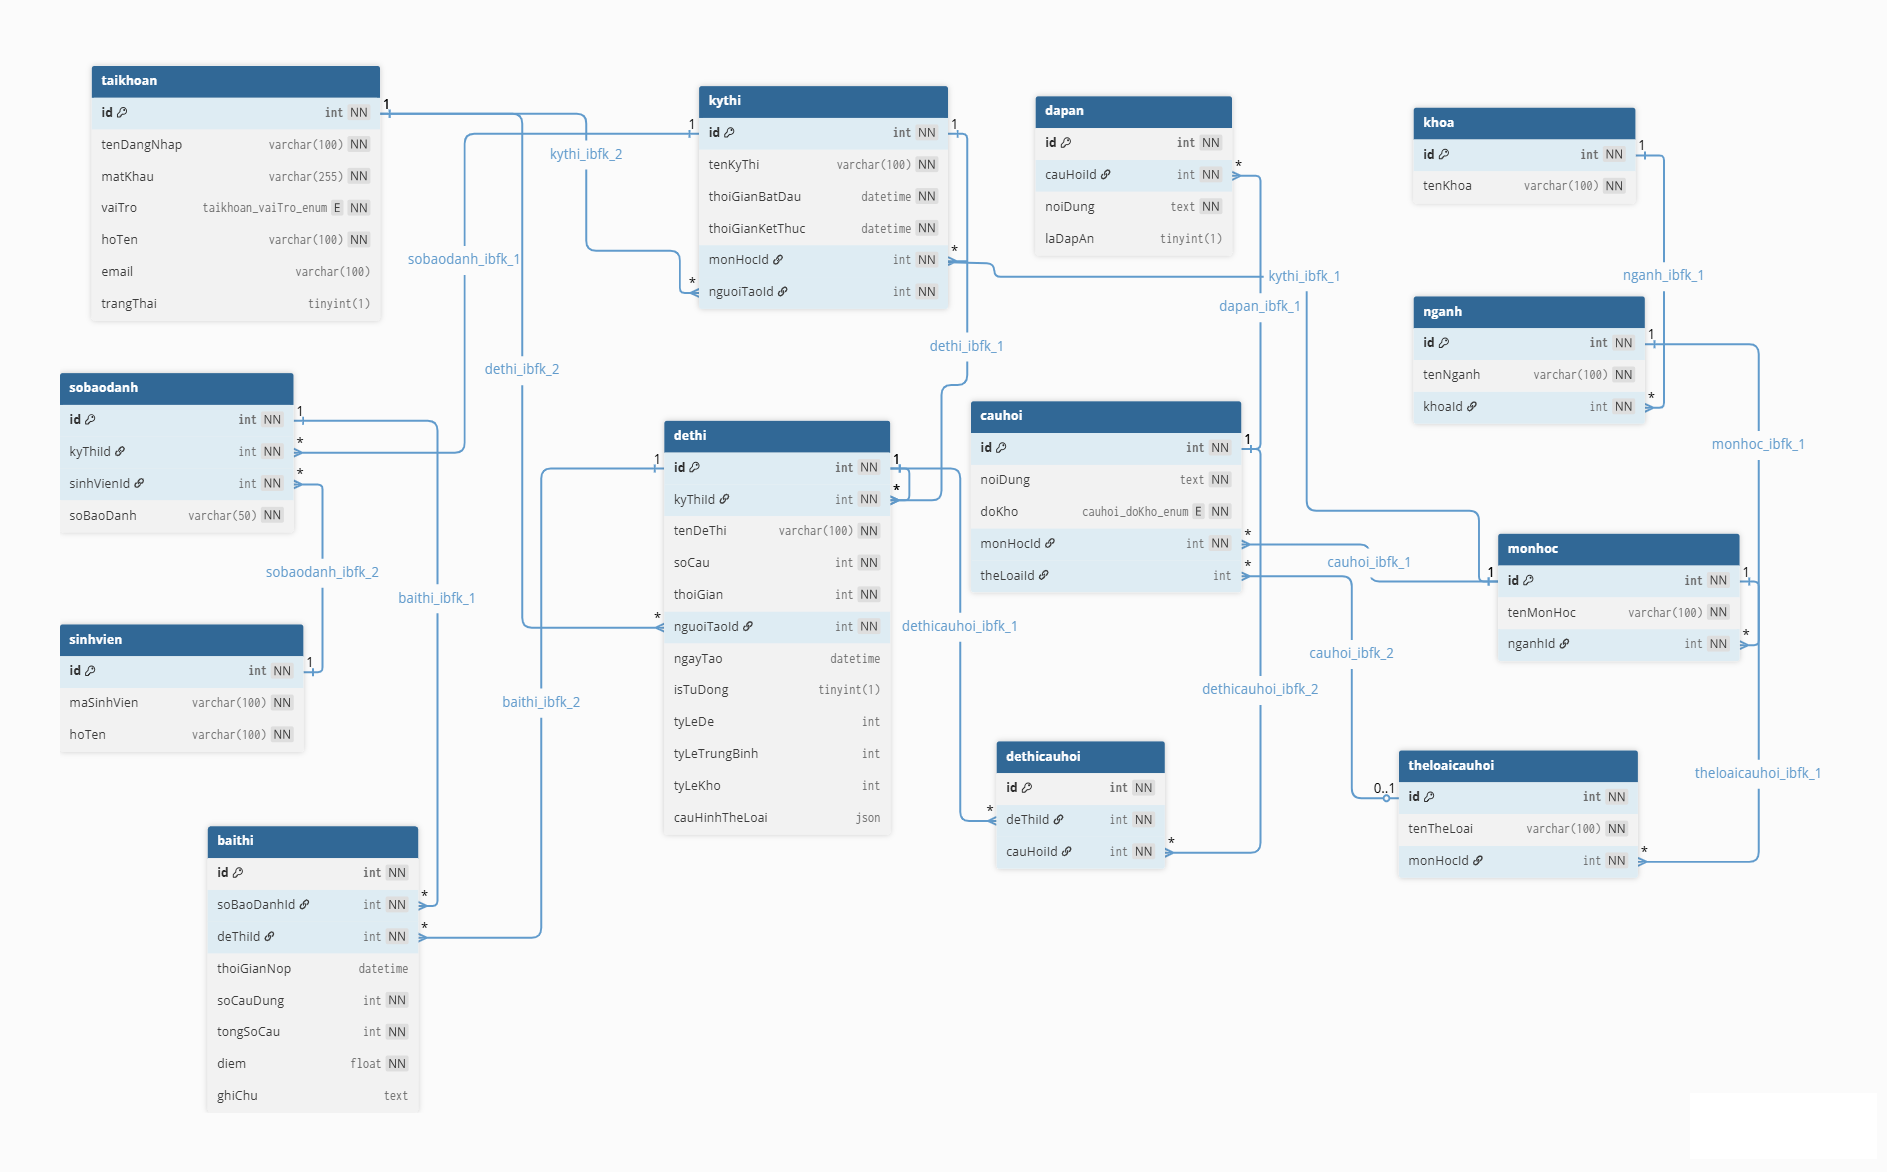 taikhoan
id int NN
tenDangNhap varchar(100) NN
matKhau varchar(255) NN
vaiTro taikhoan_vaiTro_enum E NN
hoTen varchar(100) NN
email varchar(100)
trangThai tinyint(1)
1
kythi
id int NN
tenKyThi varchar(100) NN
thoiGianBatDau datetime NN
thoiGianKetThuc datetime NN
monHocId int NN
nguoiTaoId int NN
1
1
*
*
dapan
id int NN
cauHoiId int NN
noiDung text NN
laDapAn tinyint(1)
*
khoa
id int NN
tenKhoa varchar(100) NN
1
kythi_ibfk_2
sobaodanh_ibfk_1
kythi_ibfk_1
nganh_ibfk_1
dapan_ibfk_1
nganh
id int NN
tenNganh varchar(100) NN
khoaId int NN
1
*
dethi_ibfk_1
dethi_ibfk_2
sobaodanh
id int NN
kyThiId int NN
sinhVienId int NN
soBaoDanh varchar(50) NN
1
*
*
dethi
id int NN
kyThiId int NN
tenDeThi varchar(100) NN
soCau int NN
thoiGian int NN
nguoiTaoId int NN
ngayTao datetime
isTuDong tinyint(1)
tyLeDe int
tyLeTrungBinh int
tyLeKho int
cauHinhTheLoai json
1
1
*
*
cauhoi
id int NN
noiDung text NN
doKho cauhoi_doKho_enum E NN
monHocId int NN
theLoaiId int
1
*
*
monhoc_ibfk_1
cauhoi_ibfk_1
monhoc
id int NN
tenMonHoc varchar(100) NN
nganhId int NN
1
1
*
sobaodanh_ibfk_2
baithi_ibfk_1
dethicauhoi_ibfk_1
cauhoi_ibfk_2
sinhvien
id int NN
maSinhVien varchar(100) NN
hoTen varchar(100) NN
1
baithi_ibfk_2
dethicauhoi_ibfk_2
dethicauhoi
id int NN
deThiId int NN
cauHoiId int NN
*
*
theloaicauhoi_ibfk_1
theloaicauhoi
id int NN
tenTheLoai varchar(100) NN
monHocId int NN
0..1
*
baithi
id int NN
soBaoDanhId int NN
deThiId int NN
thoiGianNop datetime
soCauDung int NN
tongSoCau int NN
diem float NN
ghiChu text
*
*